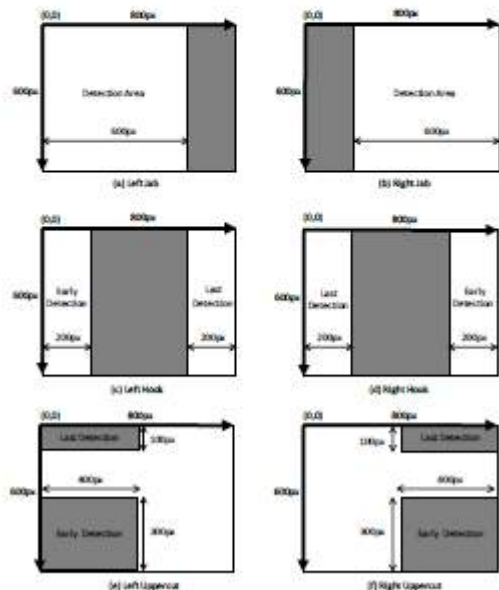 (0,0) 800px
600px
Detection Area
600px
(a) Left Jab
(0,0) 800px
600px
Detection Area
600px
(b) Right Jab
(0,0) 800px
600px
Early
Detection
Last
Detection
200px 200px
(c) Left Hook
(0,0) 800px
600px
Last
Detection
Early
Detection
200px 200px
(d) Right Hook
(0,0) 800px
Last Detection
100px
600px
400px
Early Detection
300px
(e) Left Uppercut
(0,0) 800px
100px
Last Detection
600px
400px
300px
Early Detection
(f) Right Uppercut